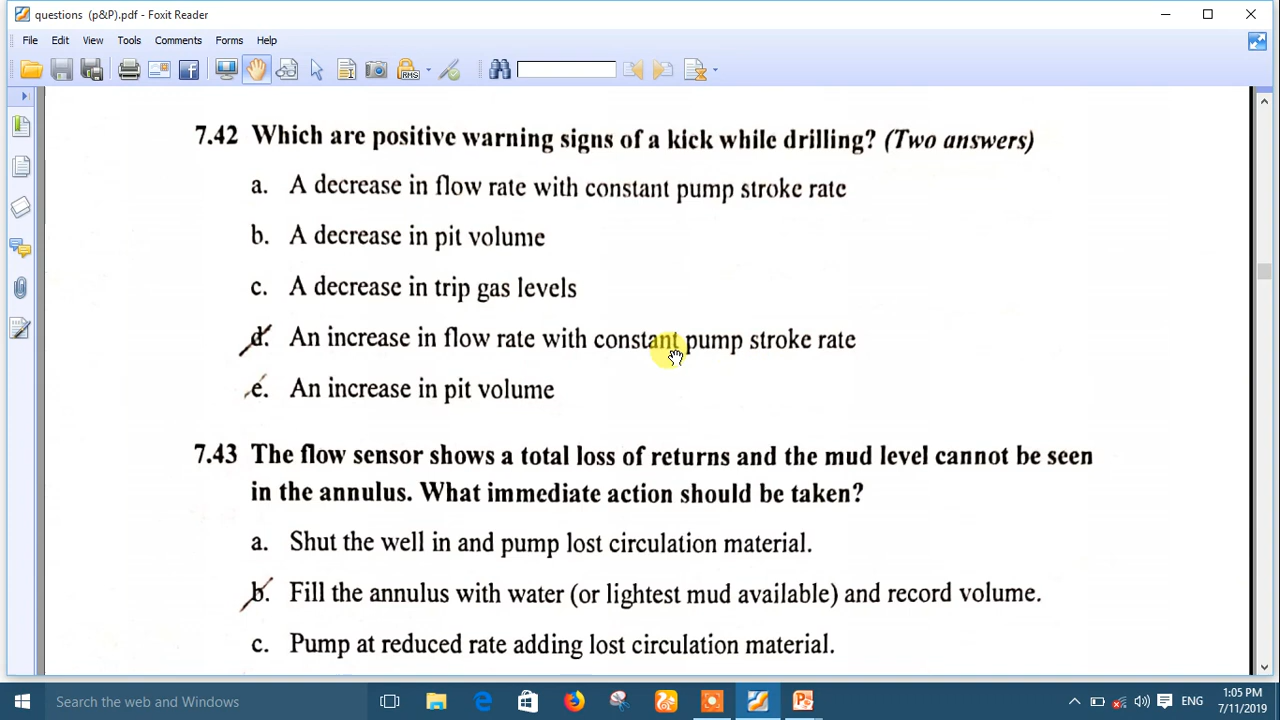 questions (p&P).pdf - Foxit Reader
File Edit View Tools Comments Forms Help
RHS
7.42 Which are positive warning signs of a kick while drilling? (Two answers)
a. A decrease in flow rate with constant pump stroke rate
b. A decrease in pit volume
c. A decrease in trip gas levels
d. An increase in flow rate with constant pump stroke rate
e. An increase in pit volume
7.43 The flow sensor shows a total loss of returns and the mud level cannot be seen
in the annulus. What immediate action should be taken?
a. Shut the well in and pump lost circulation material.
b. Fill the annulus with water (or lightest mud available) and record volume.
c. Pump at reduced rate adding lost circulation material.
Search the web and Windows
ENG
1:05 PM
7/11/2019